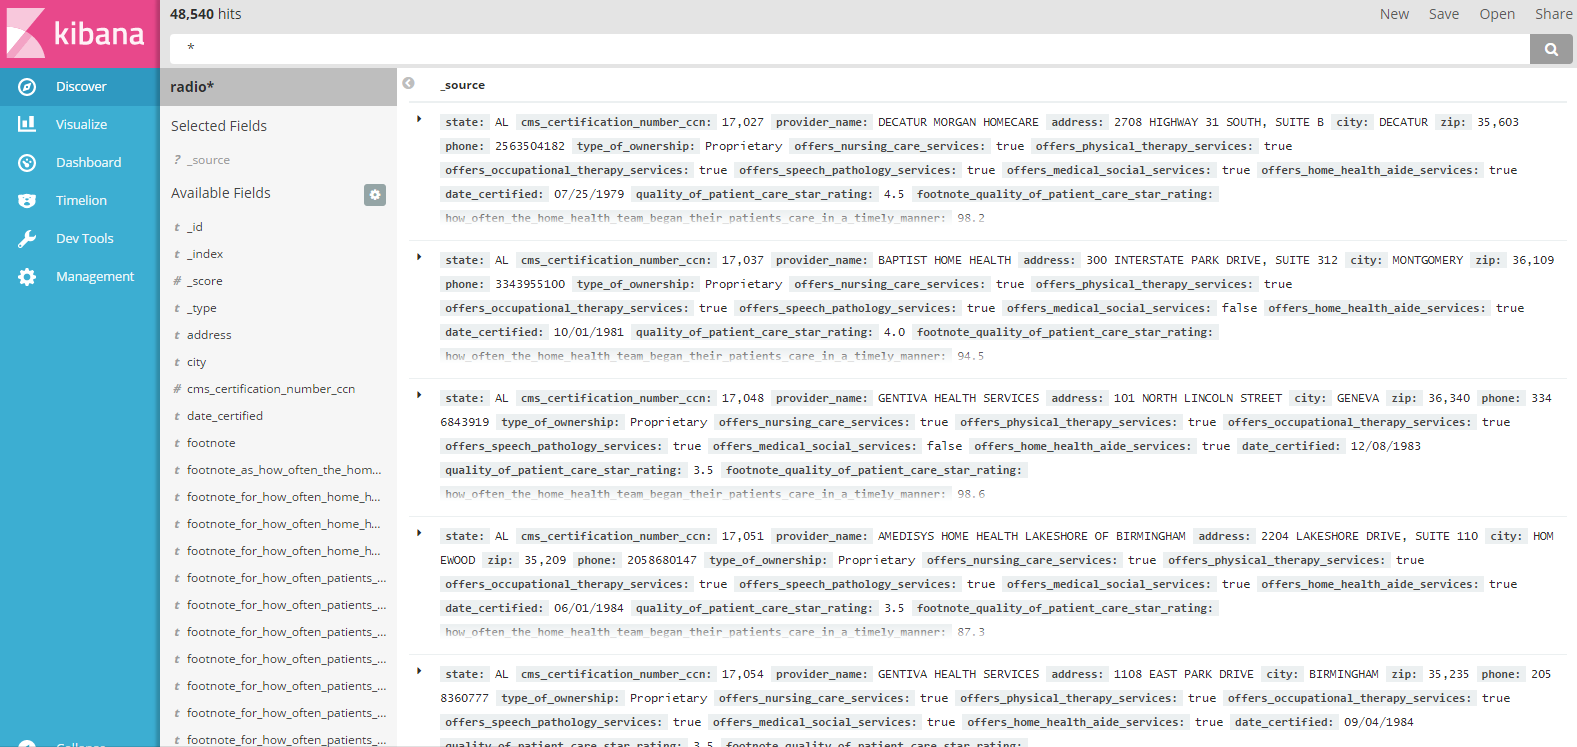 kibana
Discover
Visualize
Dashboard
Timelion
Dev Tools
Management
48,540 hits
New Save Open Share
*
radio*
Selected Fields
? _source
Available Fields
t _id
t _index
# _score
t _type
t address
t city
# cms_certification_number_ccn
t date_certified
t footnote
t footnote_as_how_often_the_hom...
t footnote_for_how_often_home_h...
t footnote_for_how_often_home_h...
t footnote_for_how_often_home_h...
t footnote_for_how_often_patients_...
t footnote_for_how_often_patients_...
t footnote_for_how_often_patients_...
t footnote_for_how_often_patients_...
t footnote_for_how_often_patients_...
t footnote_for_how_often_patients_...
t footnote_for_how_often_patients_...
_source
state: AL cms_certification_number_ccn: 17,027 provider_name: DECATUR MORGAN HOMECARE address: 2708 HIGHWAY 31 SOUTH, SUITE B city: DECATUR zip: 35,603
phone: 2563504182 type_of_ownership: Proprietary offers_nursing_care_services: true offers_physical_therapy_services: true
offers_occupational_therapy_services: true offers_speech_pathology_services: true offers_medical_social_services: true offers_home_health_aide_services: true
date_certified: 07/25/1979 quality_of_patient_care_star_rating: 4.5 footnote_quality_of_patient_care_star_rating:
how_often_the_home_health_team_began_their_patients_care_in_a_timely_manner: 98.2
state: AL cms_certification_number_ccn: 17,037 provider_name: BAPTIST HOME HEALTH address: 300 INTERSTATE PARK DRIVE, SUITE 312 city: MONTGOMERY zip: 36,109
phone: 3343955100 type_of_ownership: Proprietary offers_nursing_care_services: true offers_physical_therapy_services: true
offers_occupational_therapy_services: true offers_speech_pathology_services: true offers_medical_social_services: false offers_home_health_aide_services: true
date_certified: 10/01/1981 quality_of_patient_care_star_rating: 4.0 footnote_quality_of_patient_care_star_rating:
how_often_the_home_health_team_began_their_patients_care_in_a_timely_manner: 94.5
state: AL cms_certification_number_ccn: 17,048 provider_name: GENTIVA HEALTH SERVICES address: 101 NORTH LINCOLN STREET city: GENEVA zip: 36,340 phone: 334
6843919 type_of_ownership: Proprietary offers_nursing_care_services: true offers_physical_therapy_services: true offers_occupational_therapy_services: true
offers_speech_pathology_services: true offers_medical_social_services: false offers_home_health_aide_services: true date_certified: 12/08/1983
quality_of_patient_care_star_rating: 3.5 footnote_quality_of_patient_care_star_rating:
how_often_the_home_health_team_began_their_patients_care_in_a_timely_manner: 98.6
state: AL cms_certification_number_ccn: 17,051 provider_name: AMEDISYS HOME HEALTH LAKESHORE OF BIRMINGHAM address: 2204 LAKESHORE DRIVE, SUITE 110 city: HOM
EWOOD zip: 35,209 phone: 2058680147 type_of_ownership: Proprietary offers_nursing_care_services: true offers_physical_therapy_services: true
offers_occupational_therapy_services: true offers_speech_pathology_services: true offers_medical_social_services: true offers_home_health_aide_services: true
date_certified: 06/01/1984 quality_of_patient_care_star_rating: 3.5 footnote_quality_of_patient_care_star_rating:
how_often_the_home_health_team_began_their_patients_care_in_a_timely_manner: 87.3
state: AL cms_certification_number_ccn: 17,054 provider_name: GENTIVA HEALTH SERVICES address: 1108 EAST PARK DRIVE city: BIRMINGHAM zip: 35,235 phone: 205
8360777 type_of_ownership: Proprietary offers_nursing_care_services: true offers_physical_therapy_services: true offers_occupational_therapy_services: true
offers_speech_pathology_services: true offers_medical_social_services: true offers_home_health_aide_services: true date_certified: 09/04/1984
quality_of_patient_care_star_rating: 3.5 footnote_quality_of_patient_care_star_rating: